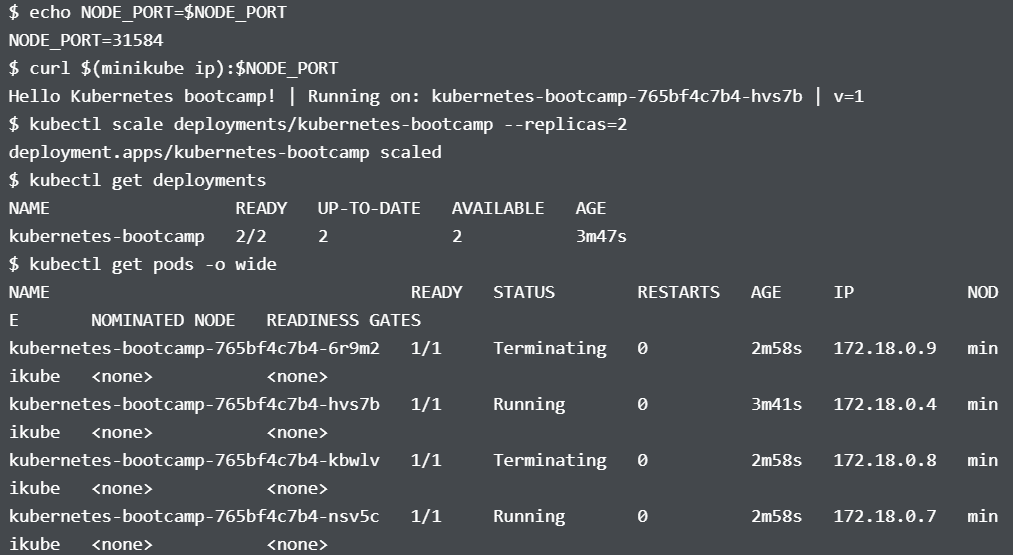 $ echo NODE_PORT=$NODE_PORT
NODE_PORT=31584
$ curl $(minikube ip):$NODE_PORT
Hello Kubernetes bootcamp! | Running on: kubernetes-bootcamp-765bf4c7b4-hvs7b | v=1
$ kubectl scale deployments/kubernetes-bootcamp --replicas=2
deployment.apps/kubernetes-bootcamp scaled
$ kubectl get deployments
NAME                  READY   UP-TO-DATE   AVAILABLE   AGE
kubernetes-bootcamp   2/2     2            2           3m47s
$ kubectl get pods -o wide
NAME                                   READY   STATUS        RESTARTS   AGE     IP           NOD
E       NOMINATED NODE   READINESS GATES
kubernetes-bootcamp-765bf4c7b4-6r9m2   1/1     Terminating   0          2m58s   172.18.0.9   min
ikube   <none>           <none>
kubernetes-bootcamp-765bf4c7b4-hvs7b   1/1     Running       0          3m41s   172.18.0.4   min
ikube   <none>           <none>
kubernetes-bootcamp-765bf4c7b4-kbwlv   1/1     Terminating   0          2m58s   172.18.0.8   min
ikube   <none>           <none>
kubernetes-bootcamp-765bf4c7b4-nsv5c   1/1     Running       0          2m58s   172.18.0.7   min
ikube   <none>           <none>